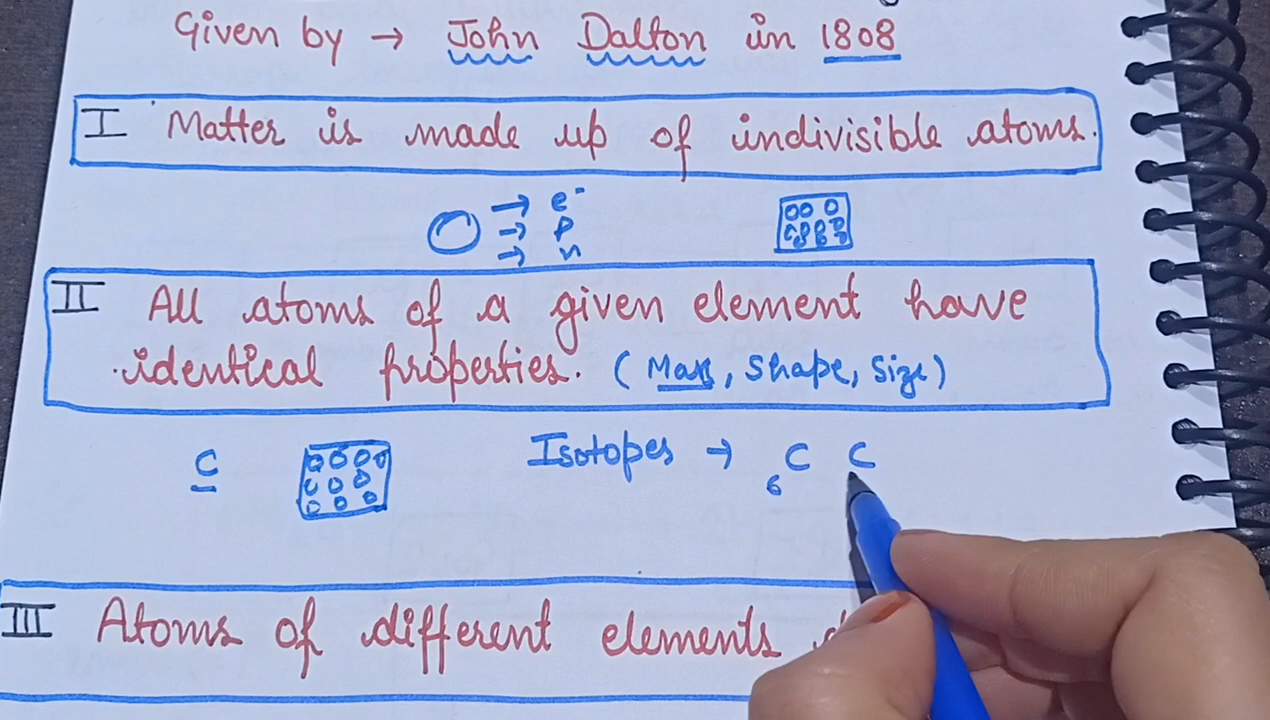 Given by → John Dalton in 1808
I Matter is made up of indivisible atoms.
→ e⁻
→ p
→ n
II All atoms of a given element have
identical properties. (Mass, Shape, Size)
C
Isotopes → ₆C C
III Atoms of different elements